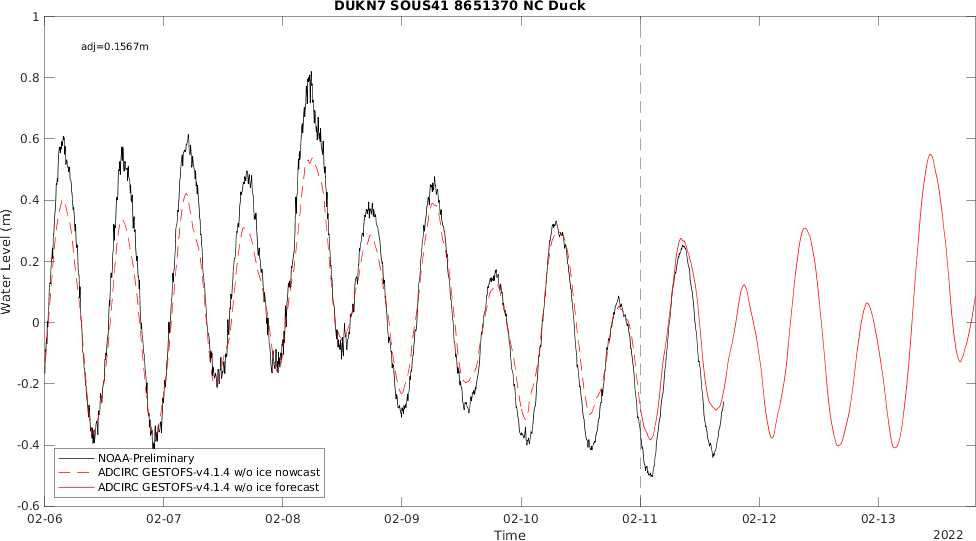 DUKN7 SOUS41 8651370 NC Duck
1
adj=0.1567m
0.8
0.6
0.4
0.2
0
-0.2
-0.4
-0.6
Water Level (m)
NOAA-Preliminary
ADCIRC GESTOFS-v4.1.4 w/o ice nowcast
ADCIRC GESTOFS-v4.1.4 w/o ice forecast
02-06 02-07 02-08 02-09 02-10 02-11 02-12 02-13
Time
2022